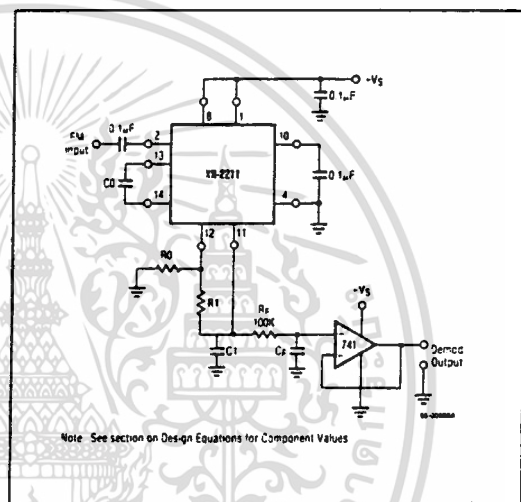 +VS
0.1µF
8
1
FM
Input
0.1µF
2
10
13
XR-2211
C0
0.1µF
14
4
12
11
R0
R1
RF
100K
+VS
C1
CF
741
Demod
Output
Note: See section on Design Equations for Component Values